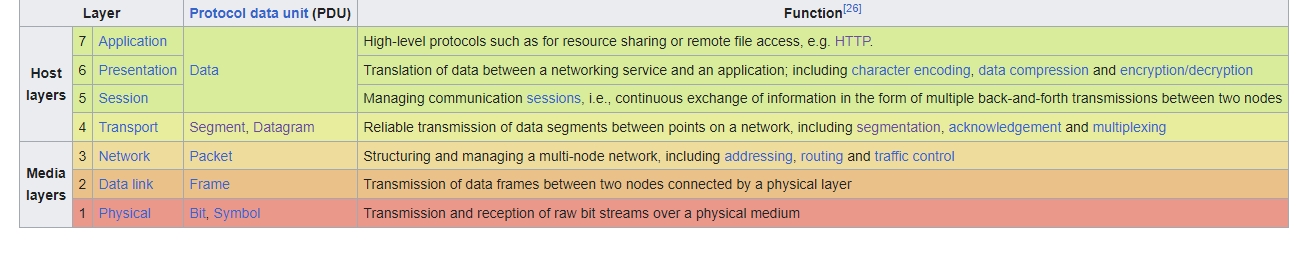 Layer Protocol data unit (PDU) Function[26]
Host layers
7 Application Data High-level protocols such as for resource sharing or remote file access, e.g. HTTP.
6 Presentation Translation of data between a networking service and an application; including character encoding, data compression and encryption/decryption
5 Session Managing communication sessions, i.e., continuous exchange of information in the form of multiple back-and-forth transmissions between two nodes
4 Transport Segment, Datagram Reliable transmission of data segments between points on a network, including segmentation, acknowledgement and multiplexing
Media layers
3 Network Packet Structuring and managing a multi-node network, including addressing, routing and traffic control
2 Data link Frame Transmission of data frames between two nodes connected by a physical layer
1 Physical Bit, Symbol Transmission and reception of raw bit streams over a physical medium